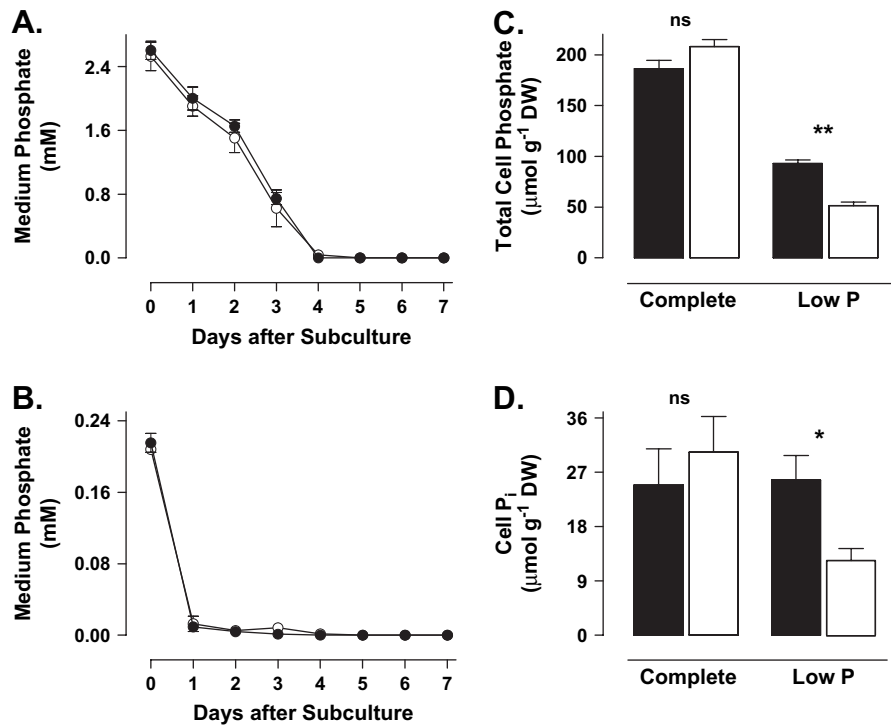 A.
Medium Phosphate
(mM)
2.4
1.6
0.8
0.0
0 1 2 3 4 5 6 7
Days after Subculture
B.
Medium Phosphate
(mM)
0.24
0.16
0.08
0.00
0 1 2 3 4 5 6 7
Days after Subculture
C.
Total Cell Phosphate
(μmol g⁻¹ DW)
200
150
100
50
0
ns
**
Complete Low P
D.
Cell Pᵢ
(μmol g⁻¹ DW)
36
27
18
9
0
ns
*
Complete Low P